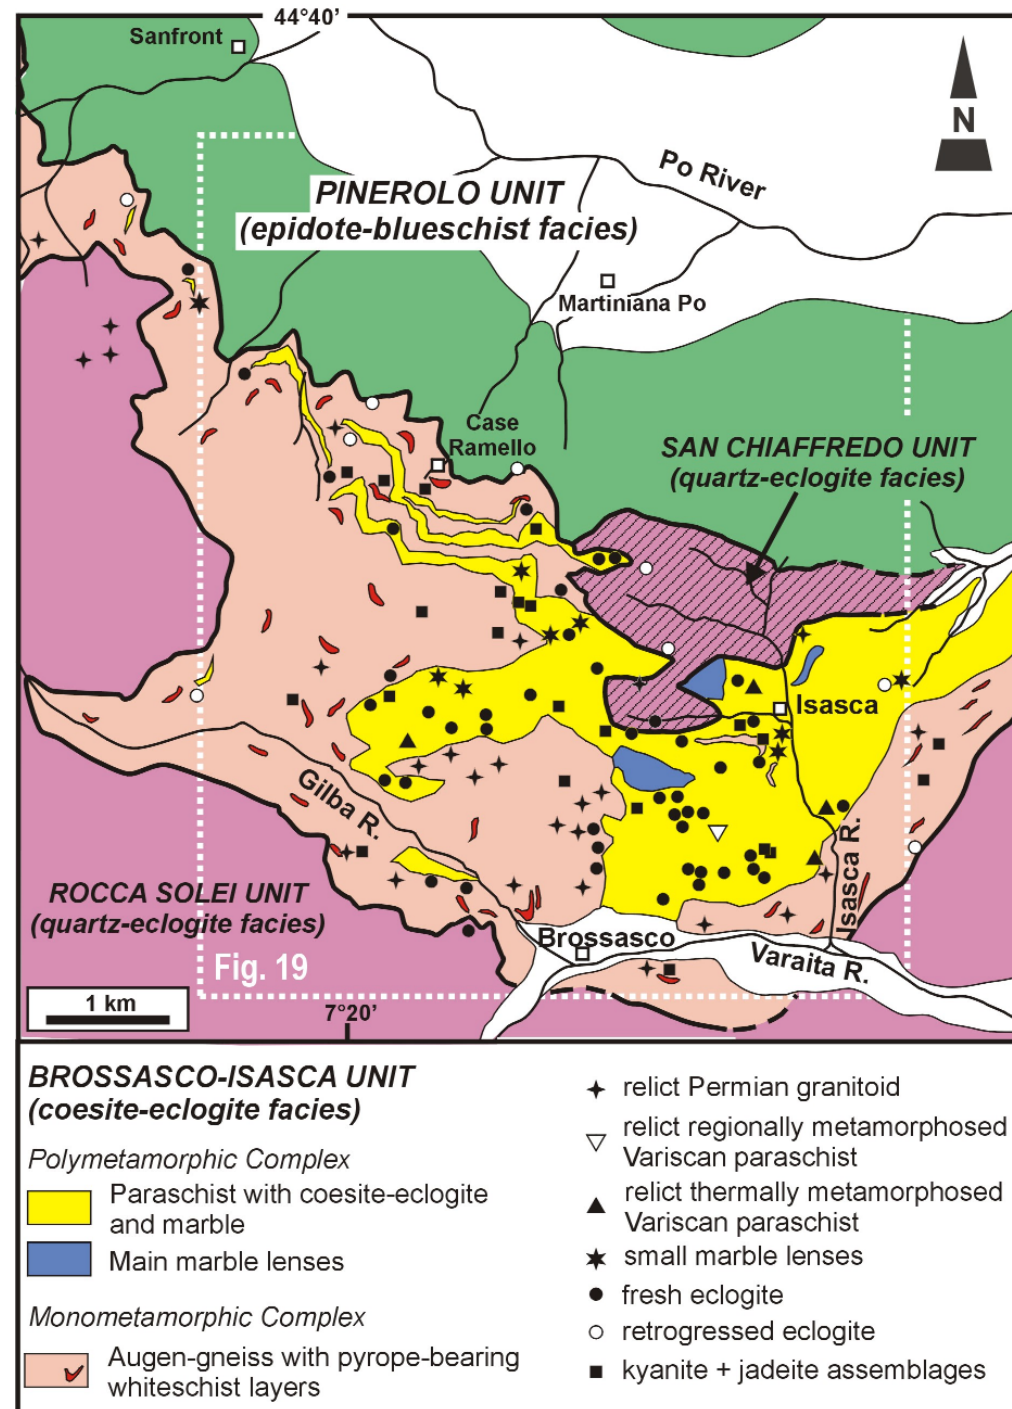 44°40’
Sanfront
N
Po River
PINEROLO UNIT
(epidote-blueschist facies)
Martiniana Po
Case
Ramello
SAN CHIAFFREDO UNIT
(quartz-eclogite facies)
Isasca
Gilba R.
Isasca R.
ROCCA SOLEI UNIT
(quartz-eclogite facies)
Brossasco
Varaita R.
Fig. 19
1 km
7°20’
BROSSASCO-ISASCA UNIT
(coesite-eclogite facies)
Polymetamorphic Complex
Paraschist with coesite-eclogite
and marble
Main marble lenses
Monometamorphic Complex
Augen-gneiss with pyrope-bearing
whiteschist layers
relict Permian granitoid
relict regionally metamorphosed
Variscan paraschist
relict thermally metamorphosed
Variscan paraschist
small marble lenses
fresh eclogite
retrogressed eclogite
kyanite + jadeite assemblages